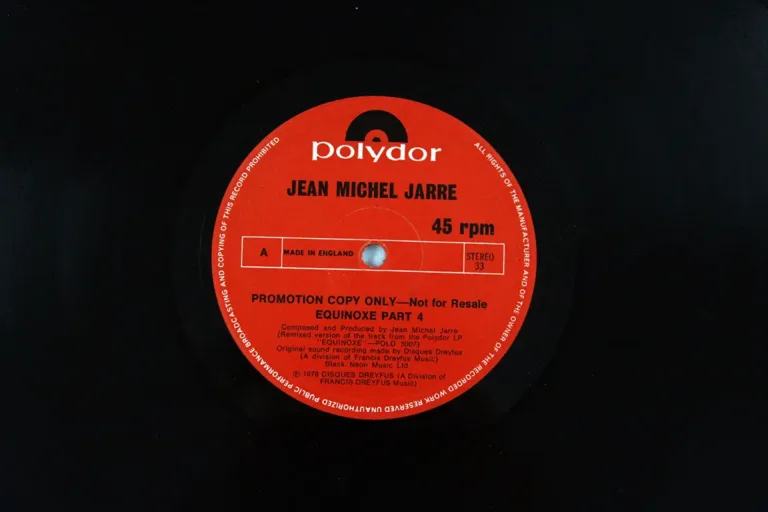 polydor
JEAN MICHEL JARRE
45 rpm
A
MADE IN ENGLAND
STEREO
33
PROMOTION COPY ONLY—Not for Resale
EQUINOXE PART 4
Composed and Produced by Jean Michel Jarre
(Remixed version of the track from the Polydor LP
"EQUINOXE"—POLD 5007)
Original sound recording made by Disques Dreyfus
(A division of Francis Dreyfus Music)
Black Neon Music Ltd
℗ 1978 DISQUES DREYFUS (A Division of
FRANCIS DREYFUS Music)
ALL RIGHTS OF THE MANUFACTURER AND OF THE OWNER OF THE RECORDED WORK RESERVED UNAUTHORIZED PUBLIC PERFORMANCE BROADCASTING AND COPYING OF THIS RECORD PROHIBITED